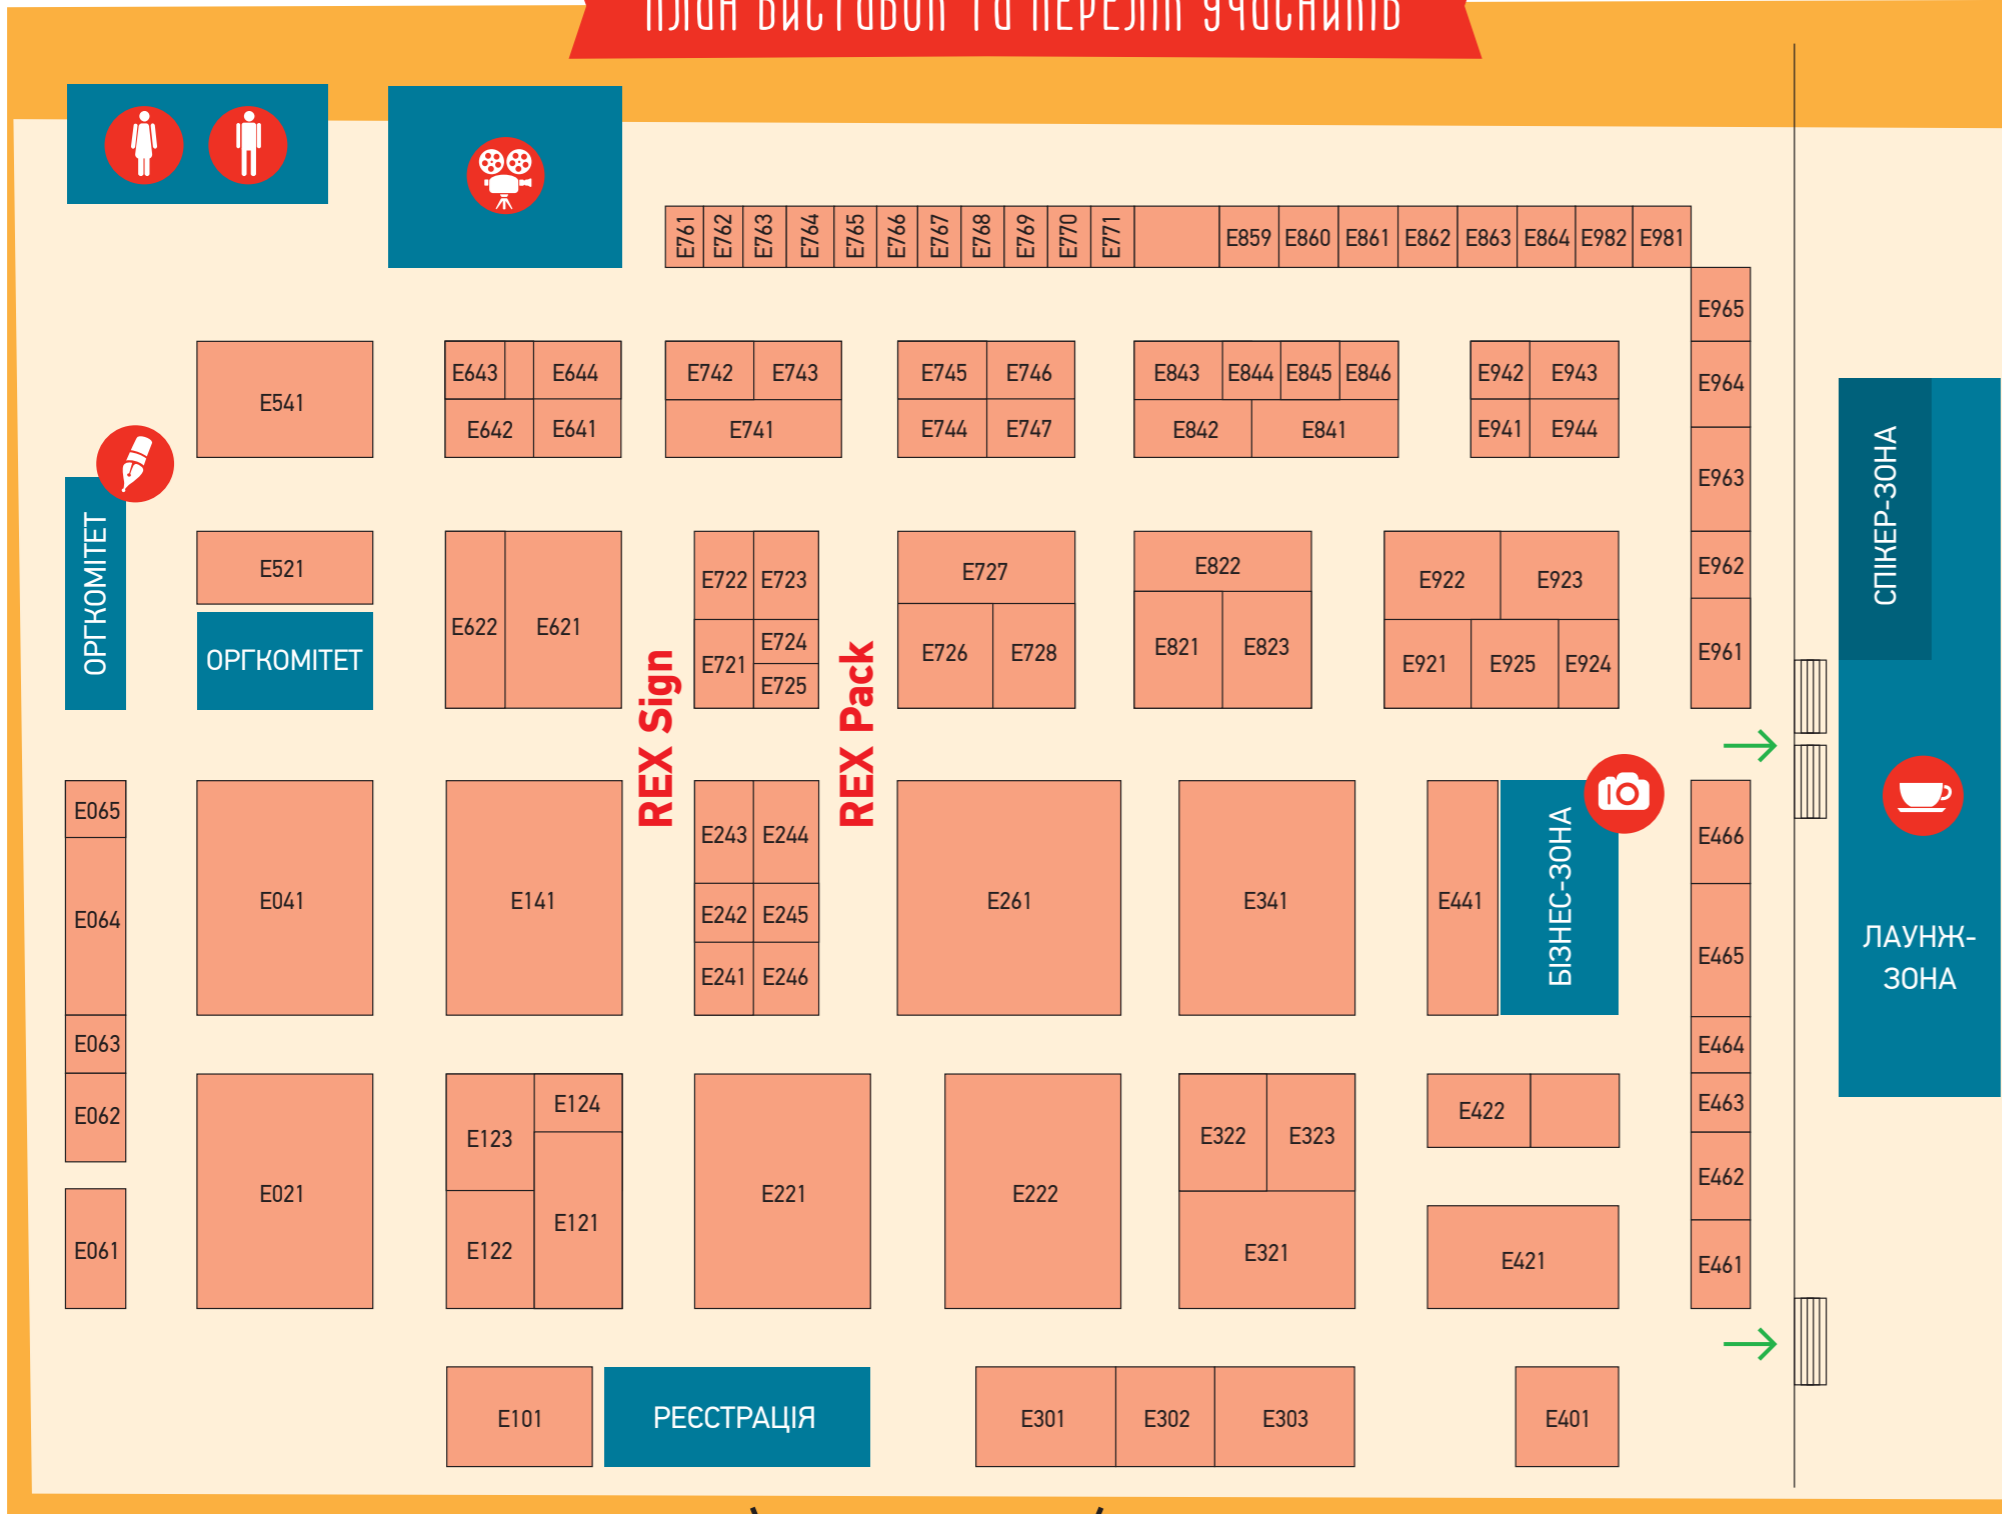 ПЛАН ВИСТАВОК ТА ПЕРЕЛІК УЧАСНИКІВ
E761 E762 E763 E764 E765 E766 E767 E768 E769 E770 E771 E859 E860 E861 E862 E863 E864 E982 E981
E965
E643 E644 E742 E743 E745 E746 E843 E844 E845 E846 E942 E943 E964
E541
E642 E641 E741 E744 E747 E842 E841 E941 E944
E963
СПІКЕР-ЗОНА
ОРГКОМІТЕТ
E521 E727 E822 E962
E722 E723 E922 E923
E622 E621 E724 E821 E823
ОРГКОМІТЕТ E721 E726 E728 E921 E925 E924 E961
E725
REX Sign
REX Pack
E065
E243 E244 E466
БІЗНЕС-ЗОНА
E064 E041 E141 E242 E245 E261 E341 E441
ЛАУНЖ-
ЗОНА
E241 E246 E465
E063 E464
E062 E123 E124 E322 E323 E422 E463
E021 E221 E222 E462
E061 E122 E121 E321 E421 E461
E101 РЕЄСТРАЦІЯ E301 E302 E303 E401